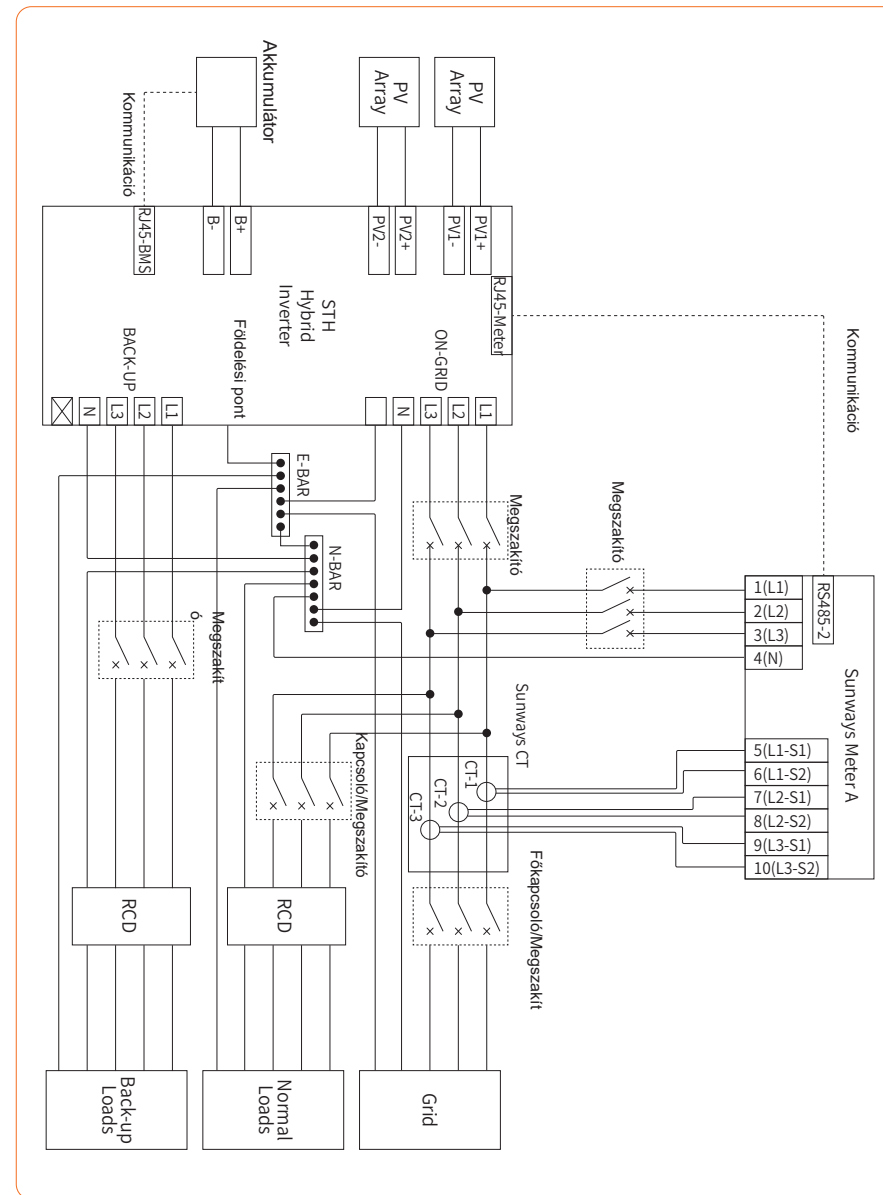 Akkumulátor
Kommunikáció
PV
Array
PV
Array
RJ45-BMS
B-
B+
PV2-
PV2+
PV1-
PV1+
RJ45-Meter
STH
Hybrid
Inverter
Földelési pont
BACK-UP
ON-GRID
N
L3
L2
L1
N
L3
L2
L1
Kommunikáció
E-BAR
N-BAR
Megszakító
Megszakító
Megszakít
ó
RS485-2
1(L1)
2(L2)
3(L3)
4(N)
5(L1-S1)
6(L1-S2)
7(L2-S1)
8(L2-S2)
9(L3-S1)
10(L3-S2)
Sunways Meter A
Sunways CT
CT-1
CT-2
CT-3
Kapcsoló/Megszakító
Főkapcsoló/Megszakít
RCD
RCD
Back-up
Loads
Normal
Loads
Grid